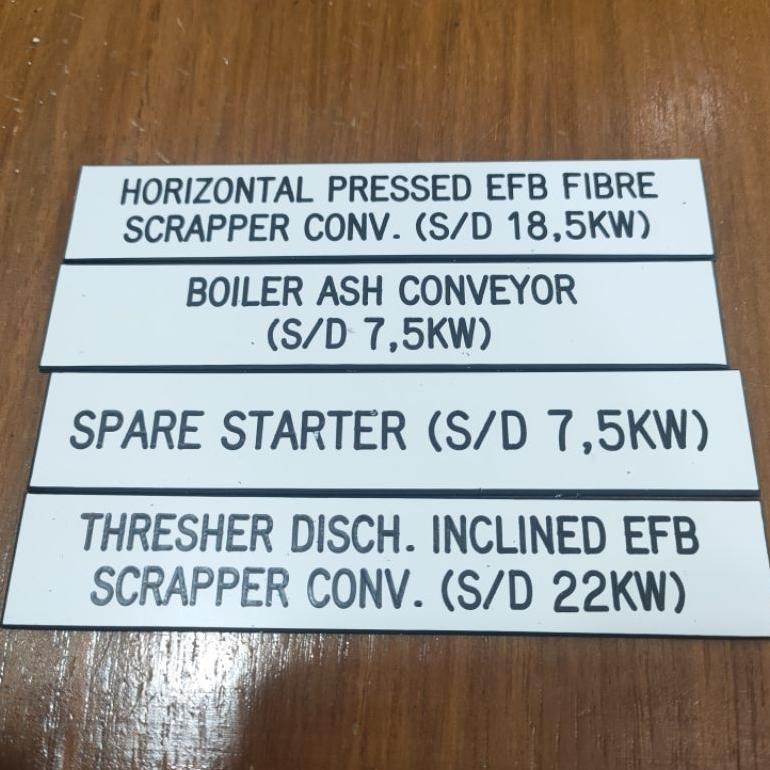 HORIZONTAL PRESSED EFB FIBRE
SCRAPPER CONV. (S/D 18,5KW)
BOILER ASH CONVEYOR
(S/D 7,5KW)
SPARE STARTER (S/D 7,5KW)
THRESHER DISCH. INCLINED EFB
SCRAPPER CONV. (S/D 22KW)